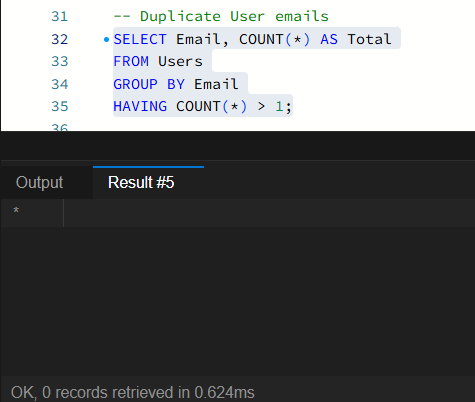 31 -- Duplicate User emails
32 SELECT Email, COUNT(*) AS Total
33 FROM Users
34 GROUP BY Email
35 HAVING COUNT(*) > 1;
36
Output Result #5
*
OK, 0 records retrieved in 0.624ms